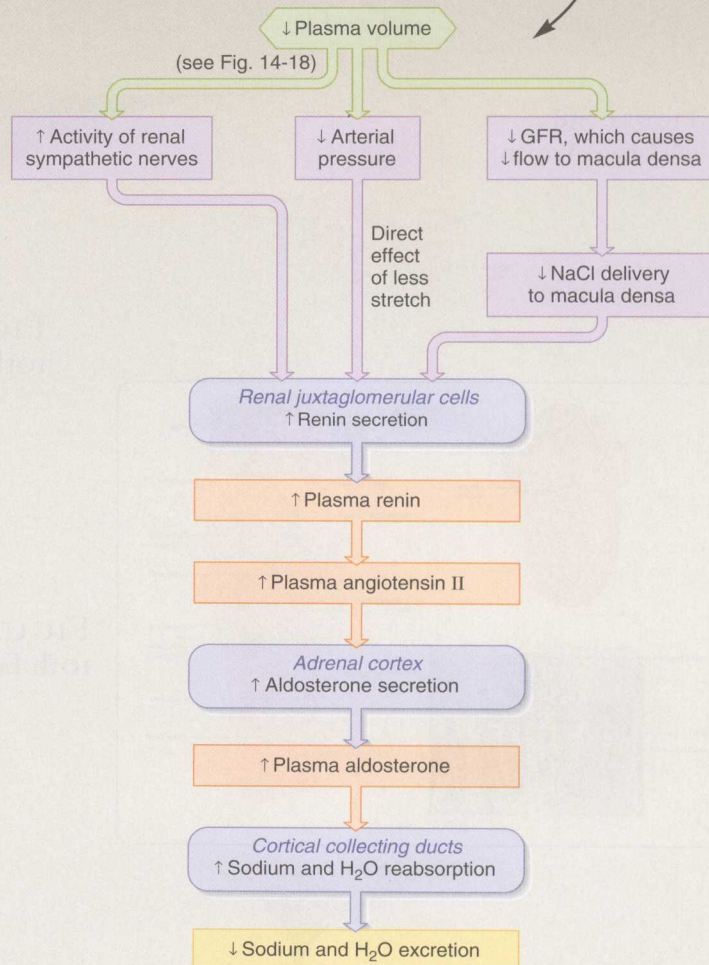 ↓Plasma volume
(see Fig. 14-18)
↑Activity of renal
sympathetic nerves
↓Arterial
pressure
↓GFR, which causes
↓flow to macula densa
Direct
effect
of less
stretch
↓NaCl delivery
to macula densa
Renal juxtaglomerular cells
↑Renin secretion
↑Plasma renin
↑Plasma angiotensin II
Adrenal cortex
↑Aldosterone secretion
↑Plasma aldosterone
Cortical collecting ducts
↑Sodium and H₂O reabsorption
↓Sodium and H₂O excretion